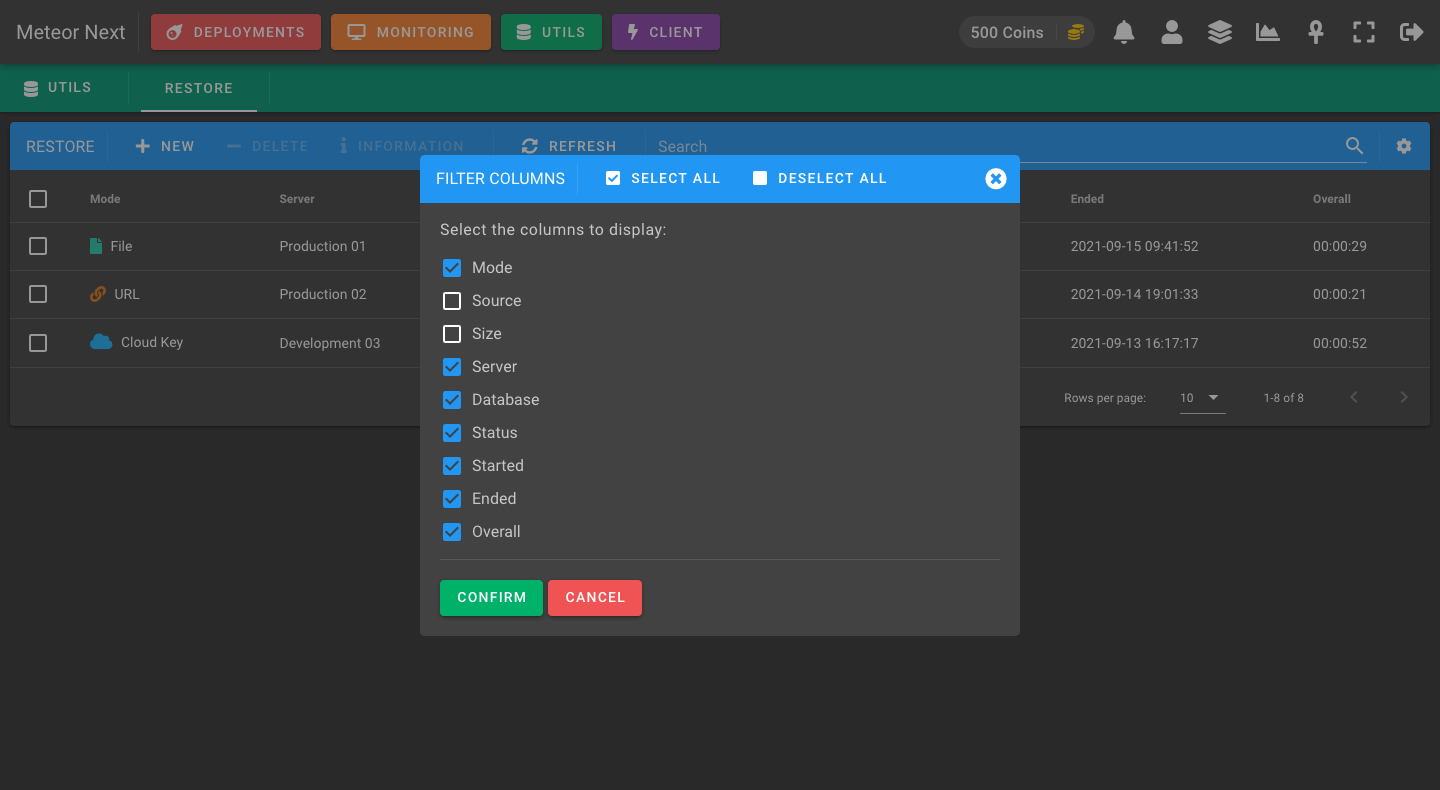 Meteor Next DEPLOYMENTS MONITORING UTILS CLIENT 500 Coins
UTILS RESTORE
RESTORE NEW DELETE INFORMATION REFRESH Search
FILTER COLUMNS SELECT ALL DESELECT ALL
Mode Server Ended Overall
File Production 01 2021-09-15 09:41:52 00:00:29
URL Production 02 2021-09-14 19:01:33 00:00:21
Cloud Key Development 03 2021-09-13 16:17:17 00:00:52
Rows per page: 10 1-8 of 8
Select the columns to display:
Mode
Source
Size
Server
Database
Status
Started
Ended
Overall
CONFIRM CANCEL